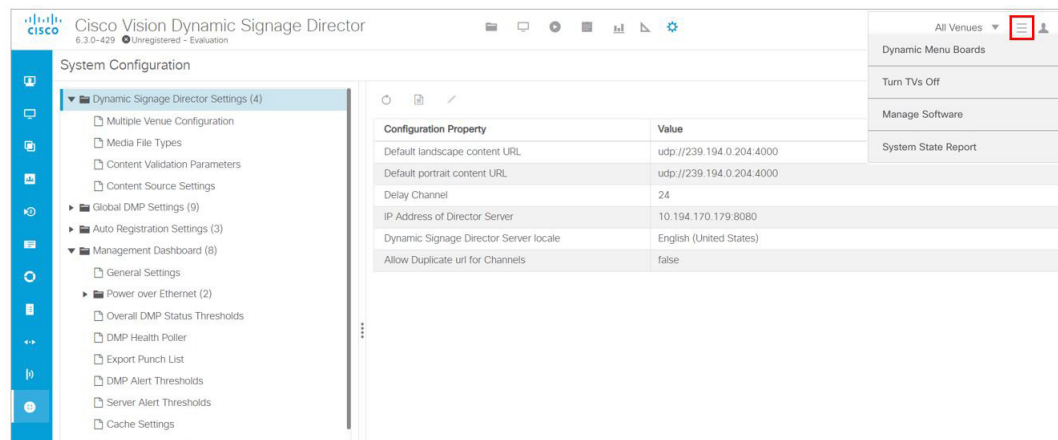 CISCO
Cisco Vision Dynamic Signage Director
6.3.0-429 Unregistered - Evaluation
All Venues
System Configuration
Dynamic Menu Boards
Turn TVs Off
Manage Software
System State Report
Dynamic Signage Director Settings (4)
Multiple Venue Configuration
Media File Types
Content Validation Parameters
Content Source Settings
Global DMP Settings (9)
Auto Registration Settings (3)
Management Dashboard (8)
General Settings
Power over Ethernet (2)
Overall DMP Status Thresholds
DMP Health Poller
Export Punch List
DMP Alert Thresholds
Server Alert Thresholds
Cache Settings
Configuration Property Value
Default landscape content URL udp://239.194.0.204:4000
Default portrait content URL udp://239.194.0.204:4000
Delay Channel 24
IP Address of Director Server 10.194.170.179:8080
Dynamic Signage Director Server locale English (United States)
Allow Duplicate url for Channels false